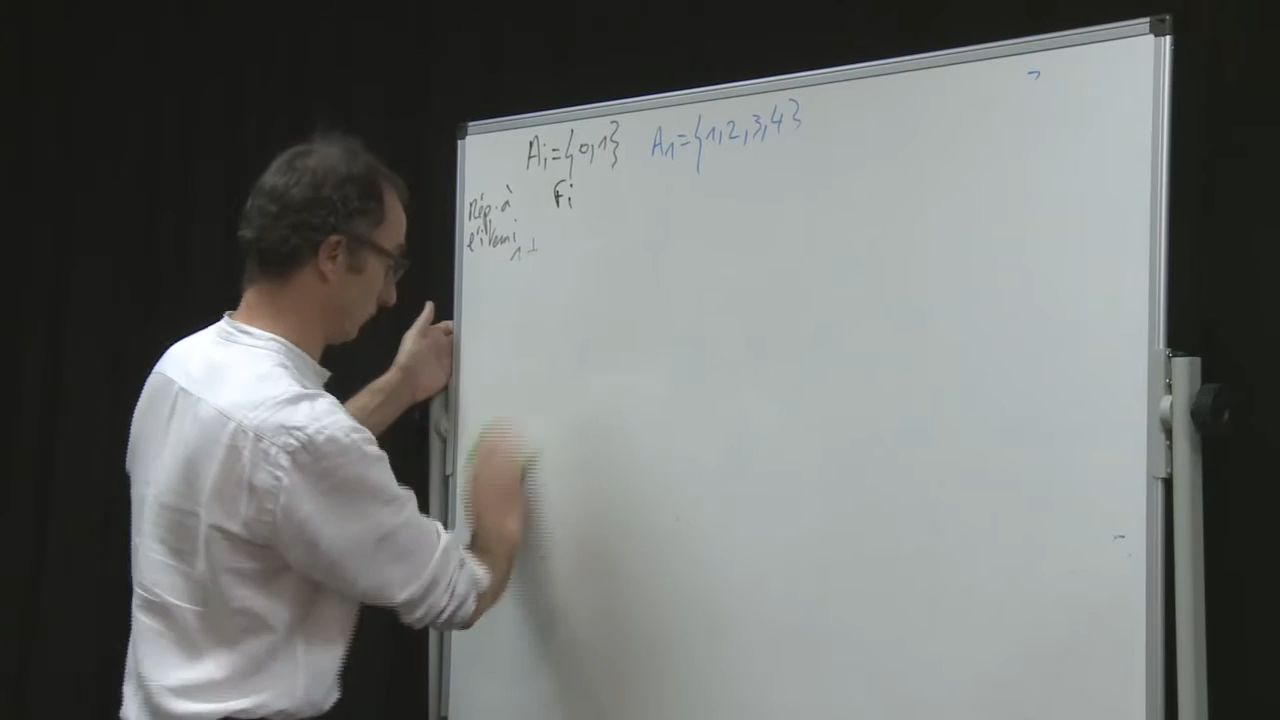 Ai={0,1} A1={1,2,3,4}
Rép. à Fi
l'item i
1